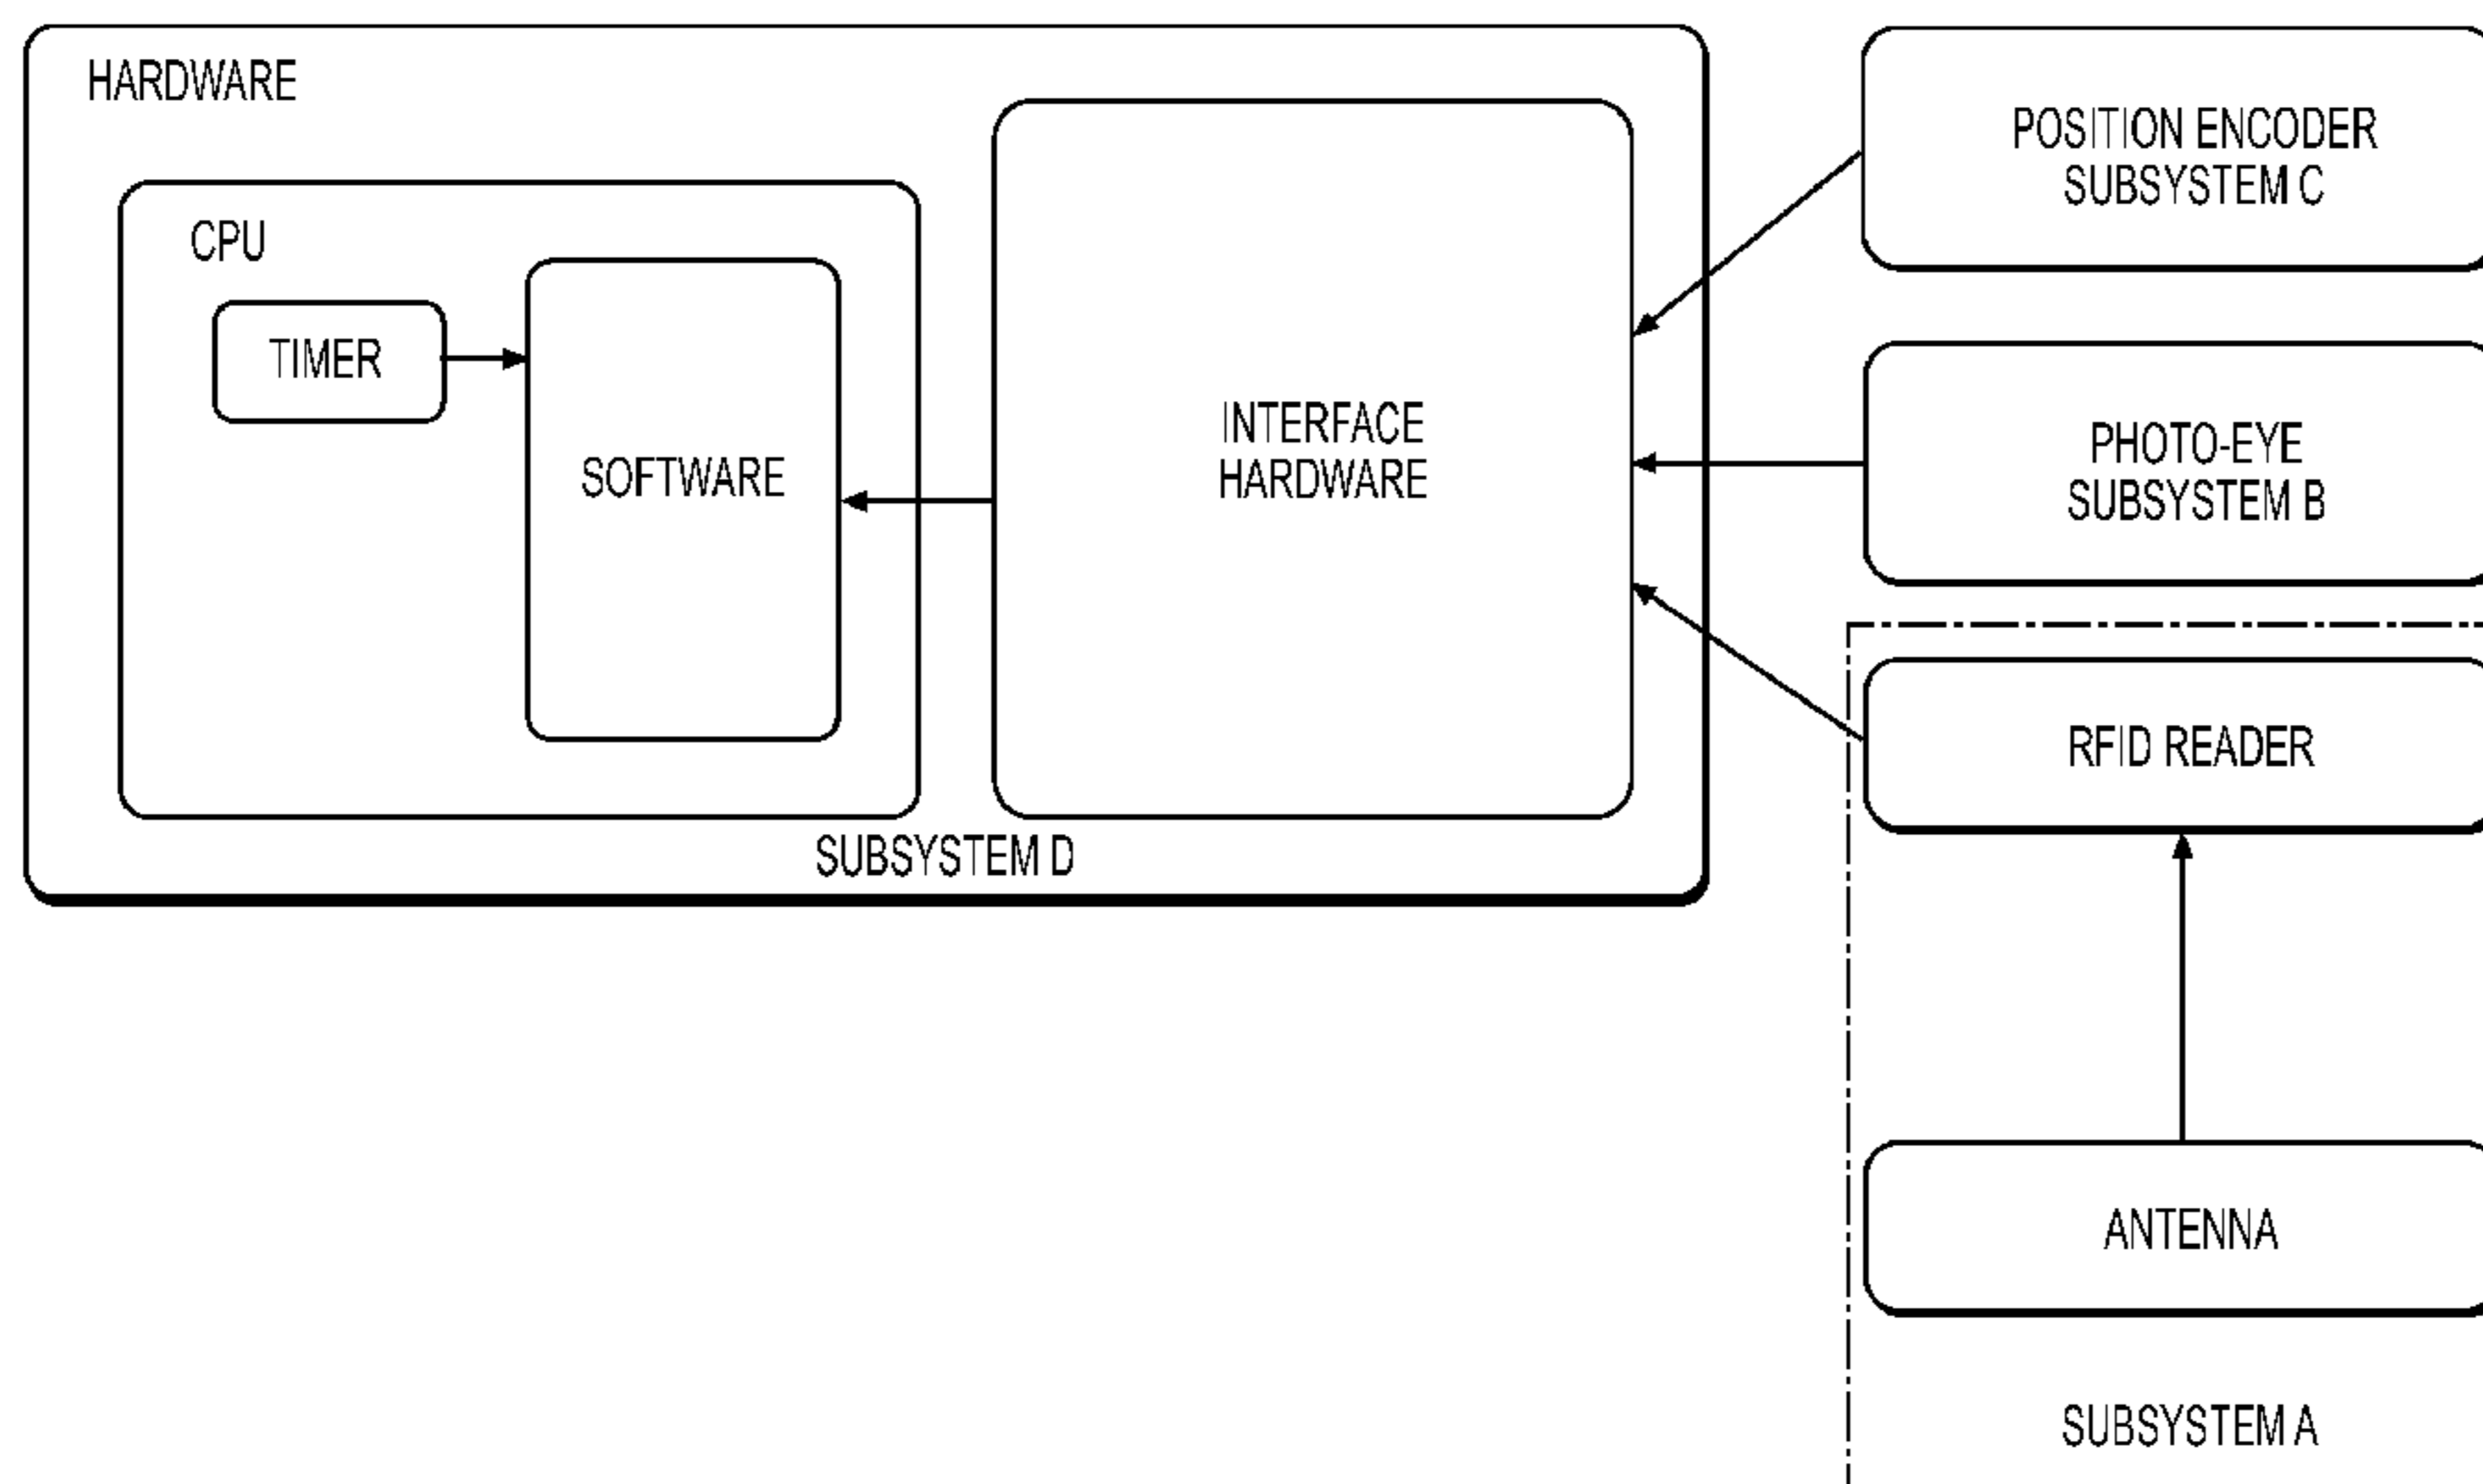 HARDWARE
CPU
TIMER
SOFTWARE
INTERFACE
HARDWARE
SUBSYSTEM D
POSITION ENCODER
SUBSYSTEM C
PHOTO-EYE
SUBSYSTEM B
RFID READER
ANTENNA
SUBSYSTEM A